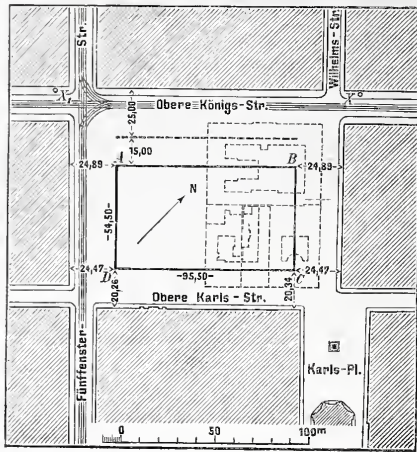 Str.
Wilhelms-Str.
X
X
Obere Königs-Str.
25,00
15,00
24,89
A
B
24,89
N
54,50
24,47
D
95,50
C
24,47
20,26
Obere Karls-Str.
20,34
Fünffenster-
Karls-Pl.
0
50
100m